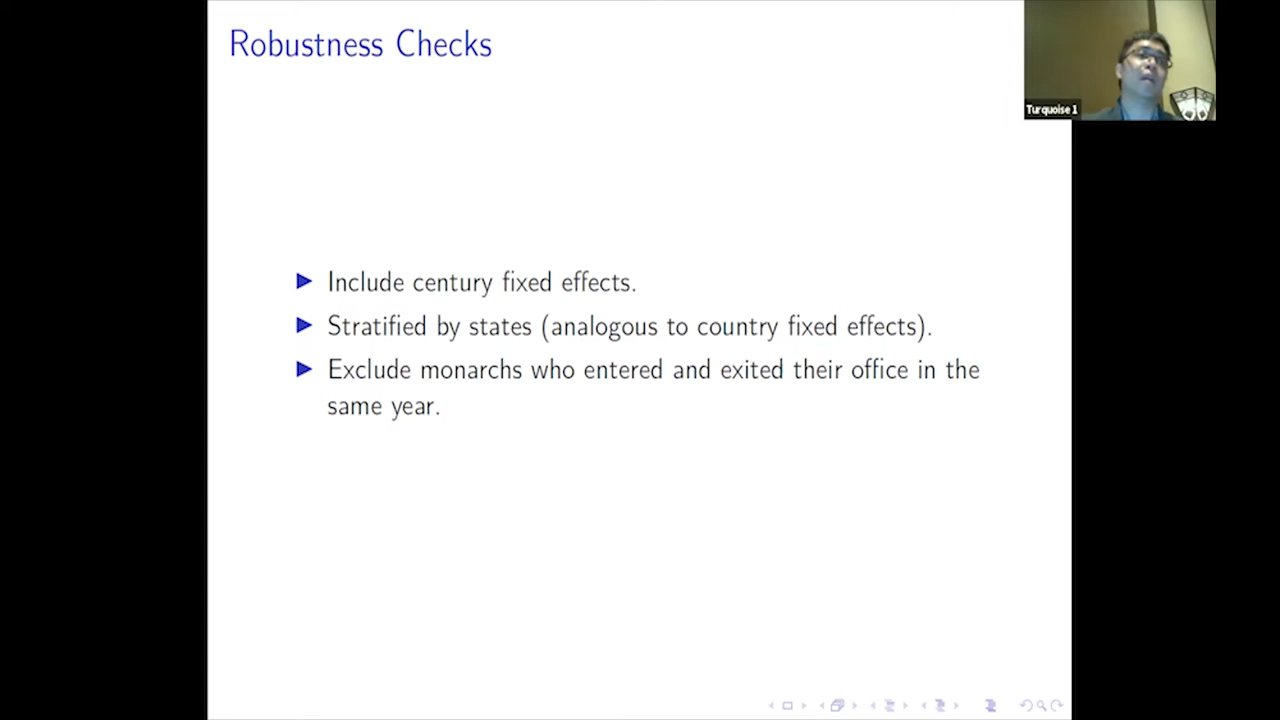 Robustness Checks
Turquoise 1
▶ Include century fixed effects.
▶ Stratified by states (analogous to country fixed effects).
▶ Exclude monarchs who entered and exited their office in the
same year.